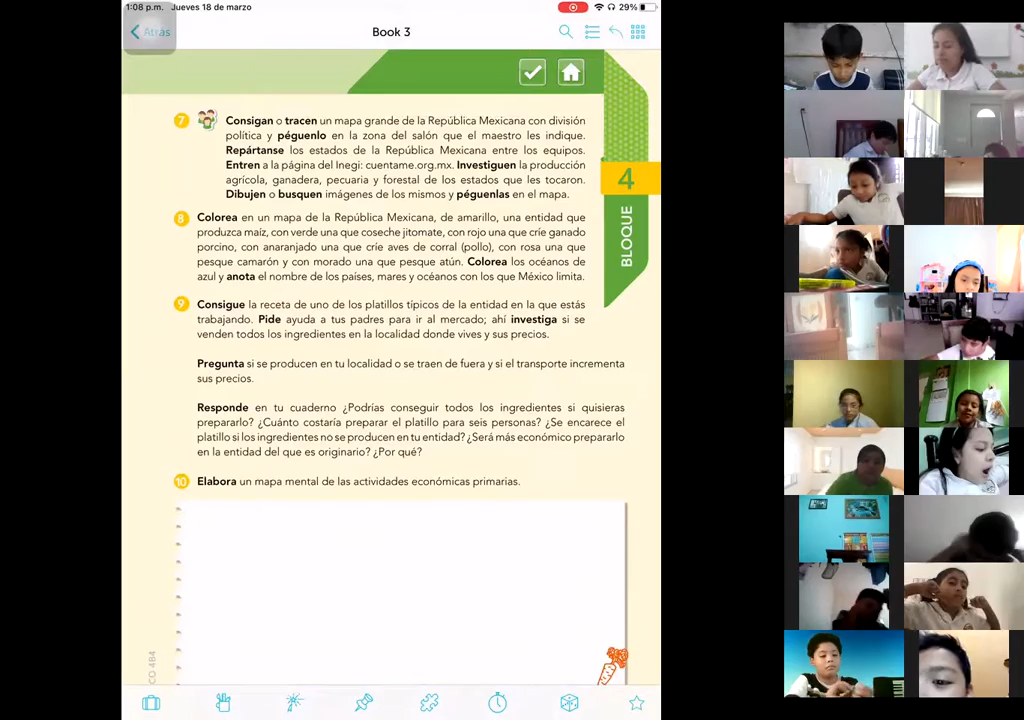 1:08 p.m. Jueves 18 de marzo
29%
Atrás
Book 3
7
Consigan o tracen un mapa grande de la República Mexicana con división
política y péguenlo en la zona del salón que el maestro les indique.
Repártanse los estados de la República Mexicana entre los equipos.
Entren a la página del Inegi: cuentame.org.mx. Investiguen la producción
agrícola, ganadera, pecuaria y forestal de los estados que les tocaron.
Dibujen o busquen imágenes de los mismos y péguenlas en el mapa.
4
BLOQUE
8
Colorea en un mapa de la República Mexicana, de amarillo, una entidad que
produzca maíz, con verde una que coseche jitomate, con rojo una que críe ganado
porcino, con anaranjado una que críe aves de corral (pollo), con rosa una que
pesque camarón y con morado una que pesque atún. Colorea los océanos de
azul y anota el nombre de los países, mares y océanos con los que México limita.
9
Consigue la receta de uno de los platillos típicos de la entidad en la que estás
trabajando. Pide ayuda a tus padres para ir al mercado; ahí investiga si se
venden todos los ingredientes en la localidad donde vives y sus precios.
Pregunta si se producen en tu localidad o se traen de fuera y si el transporte incrementa
sus precios.
Responde en tu cuaderno ¿Podrías conseguir todos los ingredientes si quisieras
prepararlo? ¿Cuánto costaría preparar el platillo para seis personas? ¿Se encarece el
platillo si los ingredientes no se producen en tu entidad? ¿Será más económico prepararlo
en la entidad del que es originario? ¿Por qué?
10
Elabora un mapa mental de las actividades económicas primarias.
CO 484